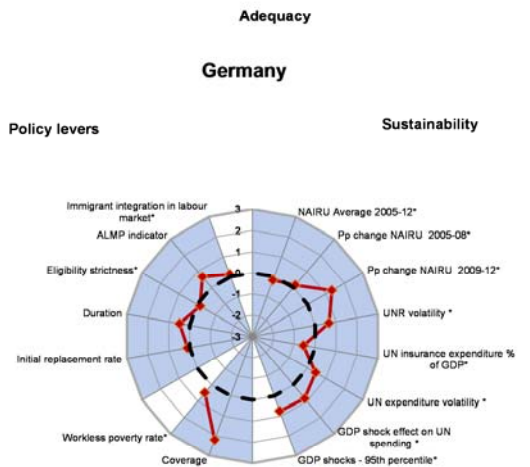 Adequacy
Germany
Policy levers
Sustainability
Immigrant integration in labour
market*
ALMP indicator
Eligibility strictness*
Duration
Initial replacement rate
Workless poverty rate*
Coverage
3
2
1
0
-1
-2
-3
NAIRU Average 2005-12*
Pp change NAIRU 2005-08*
Pp change NAIRU 2009-12*
UNR volatility *
UN insurance expenditure %
of GDP*
UN expenditure volatility *
GDP shock effect on UN
spending *
GDP shocks - 95th percentile*